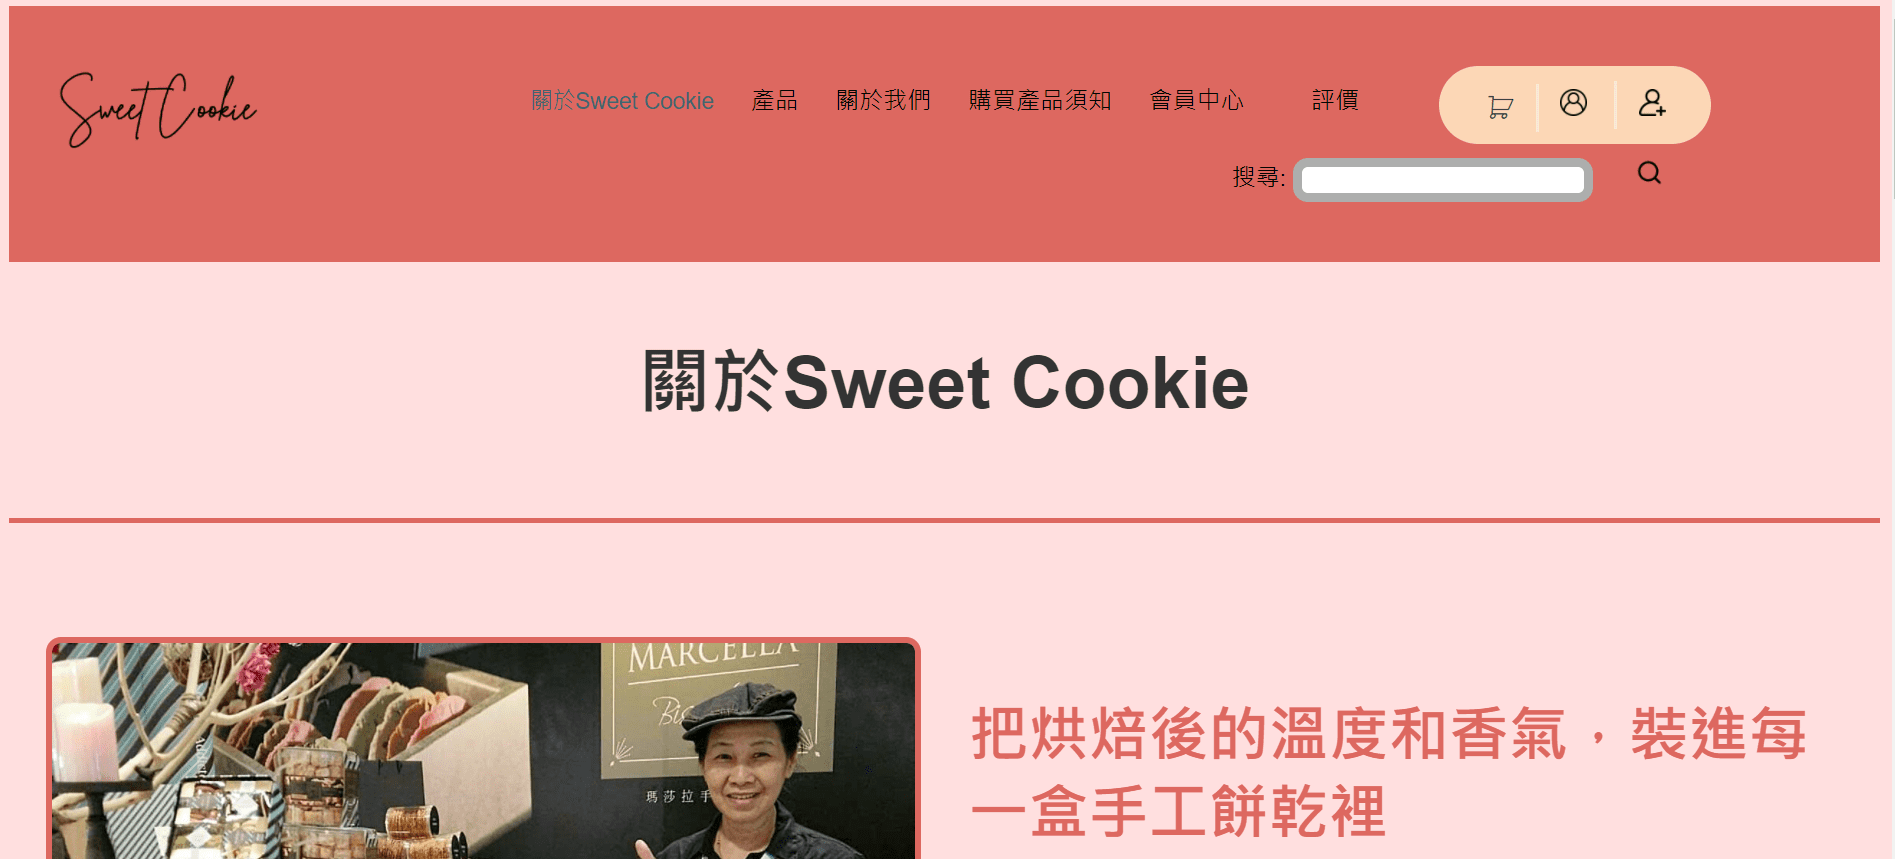 Sweet Cookie
關於Sweet Cookie 產品 關於我們 購買產品須知 會員中心 評價
搜尋:
關於Sweet Cookie
MARCELLA
瑪莎拉手
把烘焙後的溫度和香氣，裝進每
一盒手工餅乾裡